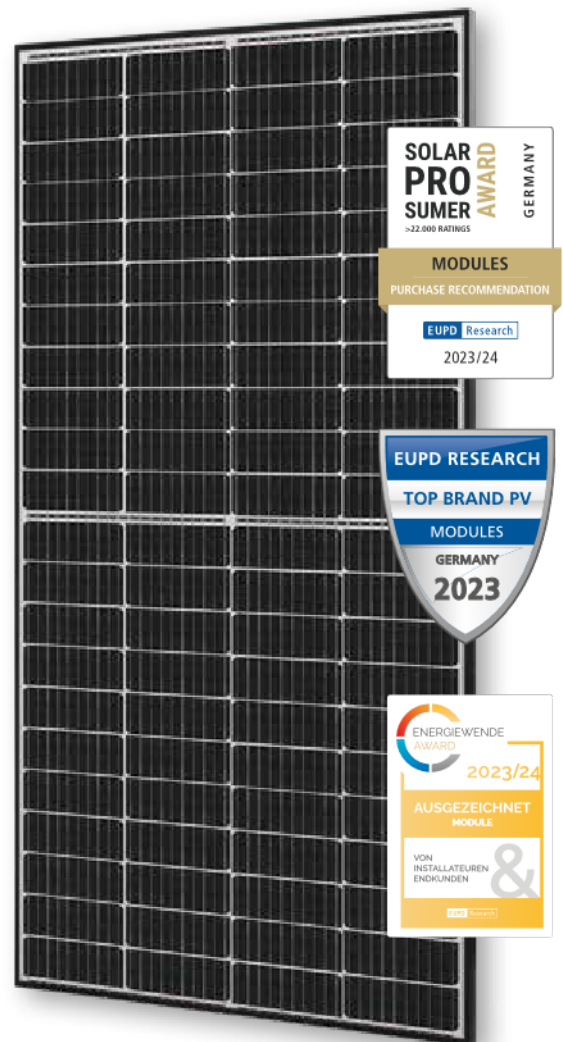 SOLAR
PRO
SUMER
AWARD
GERMANY
>22.000 RATINGS
MODULES
PURCHASE RECOMMENDATION
EUPD Research
2023/24
EUPD RESEARCH
TOP BRAND PV
MODULES
GERMANY
2023
ENERGIEWENDE
AWARD
2023/24
AUSGEZEICHNET
MODULE
VON
INSTALLATEUREN
ENDKUNDEN
&
EUPD Research